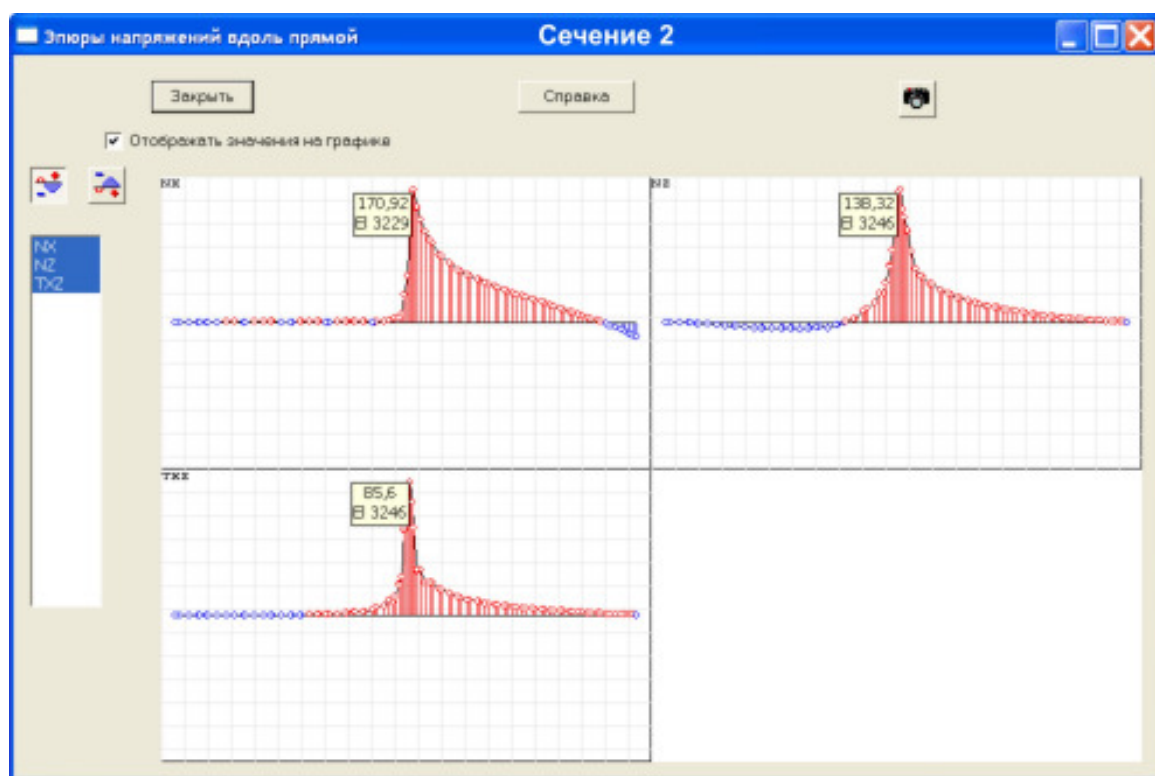 Эпюры напряжений вдоль прямой
Сечение 2
Закрыть
Справка
Отображать значения на графике
NX
NZ
TXZ
NX
170,92
3229
NZ
138,32
3246
TXZ
85,6
3246